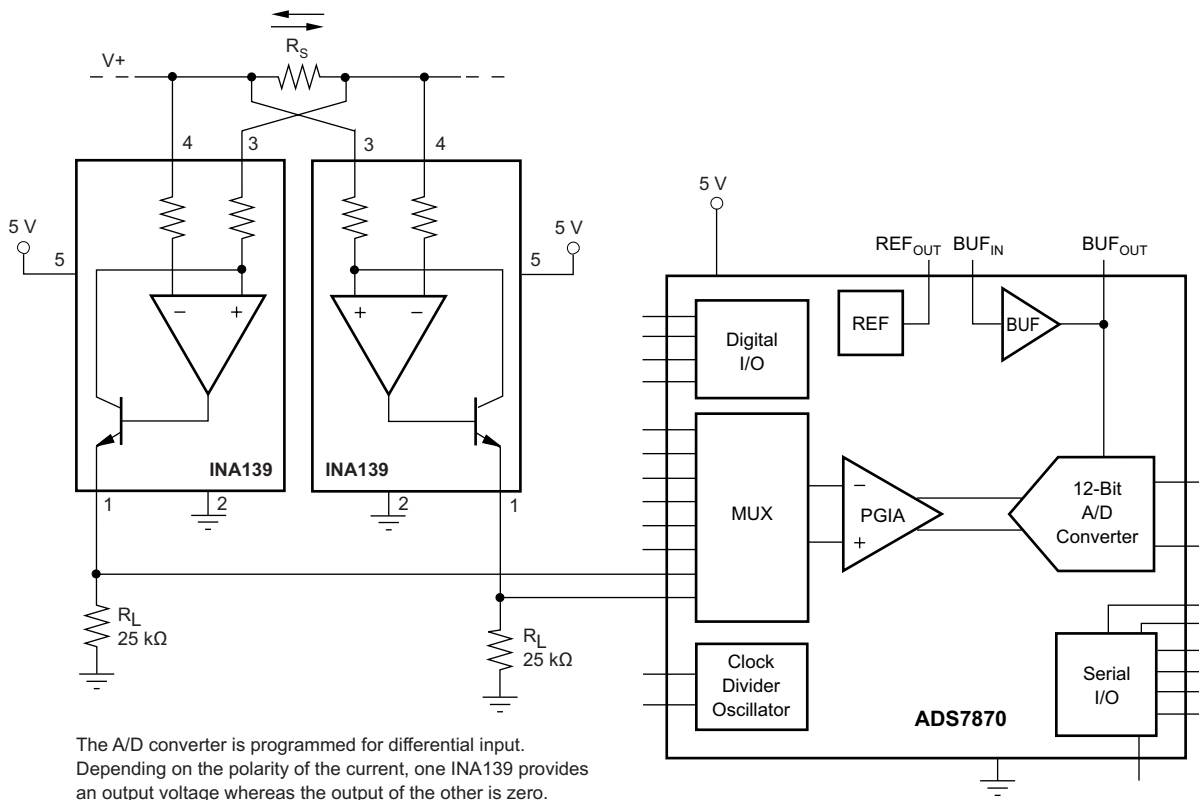 R_S
V+
4
3
3
4
5 V
5
5
5 V
−
+
+
−
INA139
INA139
1
2
2
1
R_L
25 kΩ
R_L
25 kΩ
The A/D converter is programmed for differential input.
Depending on the polarity of the current, one INA139 provides
an output voltage whereas the output of the other is zero.
5 V
REF_OUT
BUF_IN
BUF_OUT
Digital
I/O
REF
BUF
MUX
−
PGIA
+
12-Bit
A/D
Converter
Clock
Divider
Oscillator
Serial
I/O
ADS7870